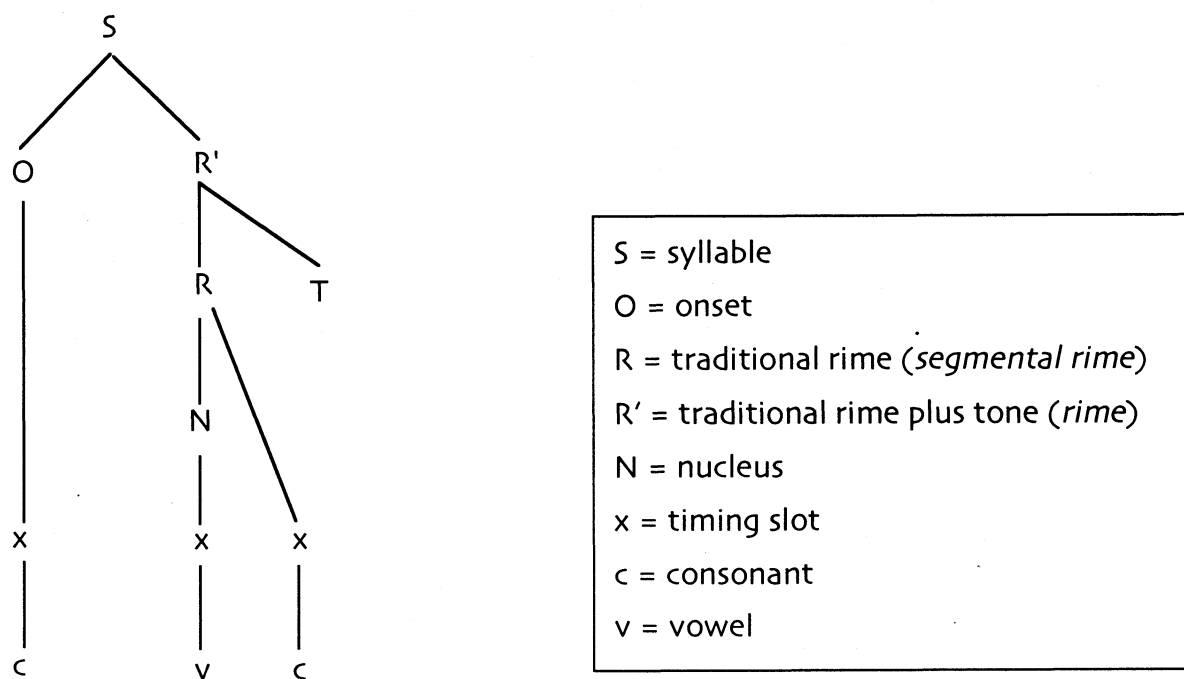 S
O
R'
R
T
N
x x x
c v c
S = syllable
O = onset
R = traditional rime (segmental rime)
R' = traditional rime plus tone (rime)
N = nucleus
x = timing slot
c = consonant
v = vowel